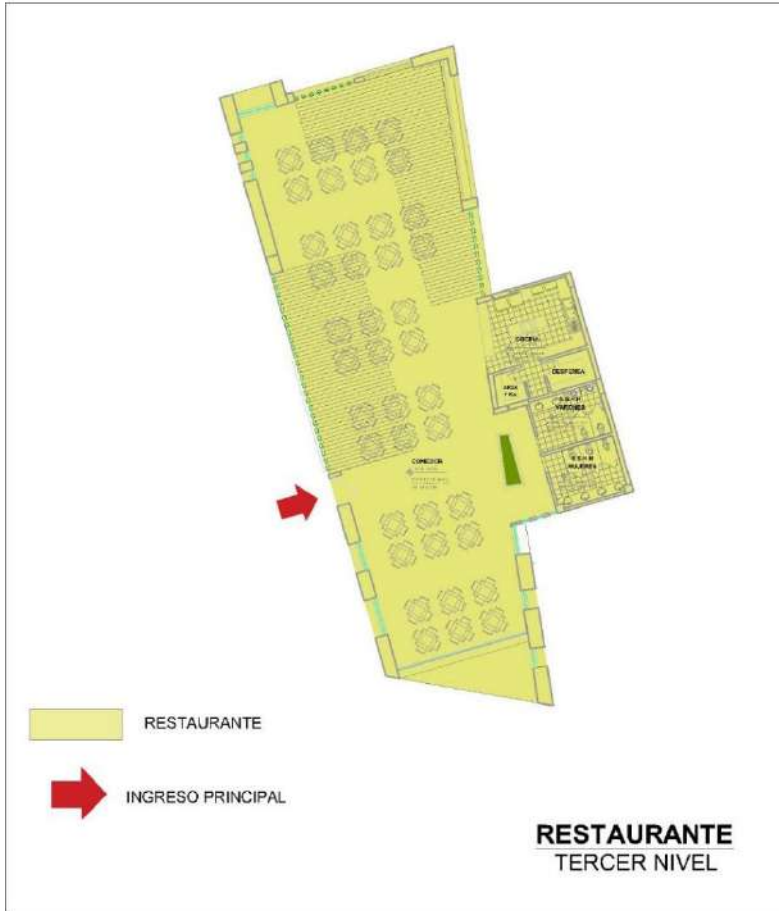 COCINA
DESPENSA
S.S.H.H
VARONES
S.S.H.H
MUJERES
COMEDOR
RESTAURANTE
INGRESO PRINCIPAL
RESTAURANTE
TERCER NIVEL